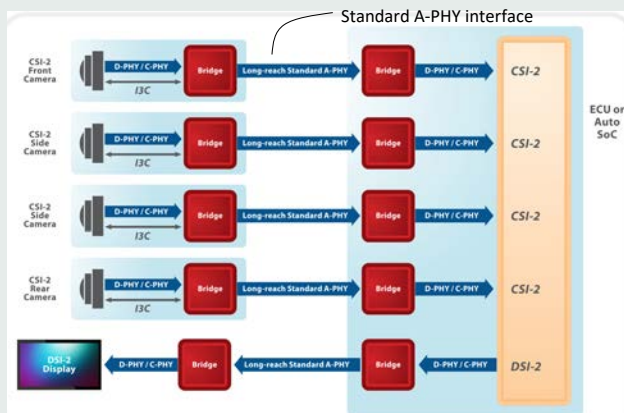 Standard A-PHY interface
CSI-2
Front
Camera
D-PHY / C-PHY
I3C
Bridge
Long-reach Standard A-PHY
Bridge
D-PHY / C-PHY
CSI-2
ECU or
Auto
SoC
CSI-2
Side
Camera
D-PHY / C-PHY
I3C
Bridge
Long-reach Standard A-PHY
Bridge
D-PHY / C-PHY
CSI-2
CSI-2
Side
Camera
D-PHY / C-PHY
I3C
Bridge
Long-reach Standard A-PHY
Bridge
D-PHY / C-PHY
CSI-2
CSI-2
Rear
Camera
D-PHY / C-PHY
I3C
Bridge
Long-reach Standard A-PHY
Bridge
D-PHY / C-PHY
CSI-2
DSI-2
Display
D-PHY / C-PHY
Bridge
Long-reach Standard A-PHY
Bridge
D-PHY / C-PHY
DSI-2